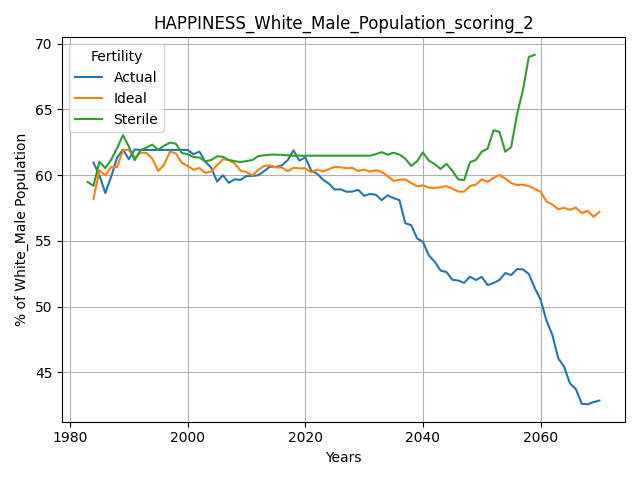 HAPPINESS_White_Male_Population_scoring_2
% of White_Male Population
70
65
60
55
50
45
Fertility
Actual
Ideal
Sterile
1980
2000
2020
2040
2060
Years